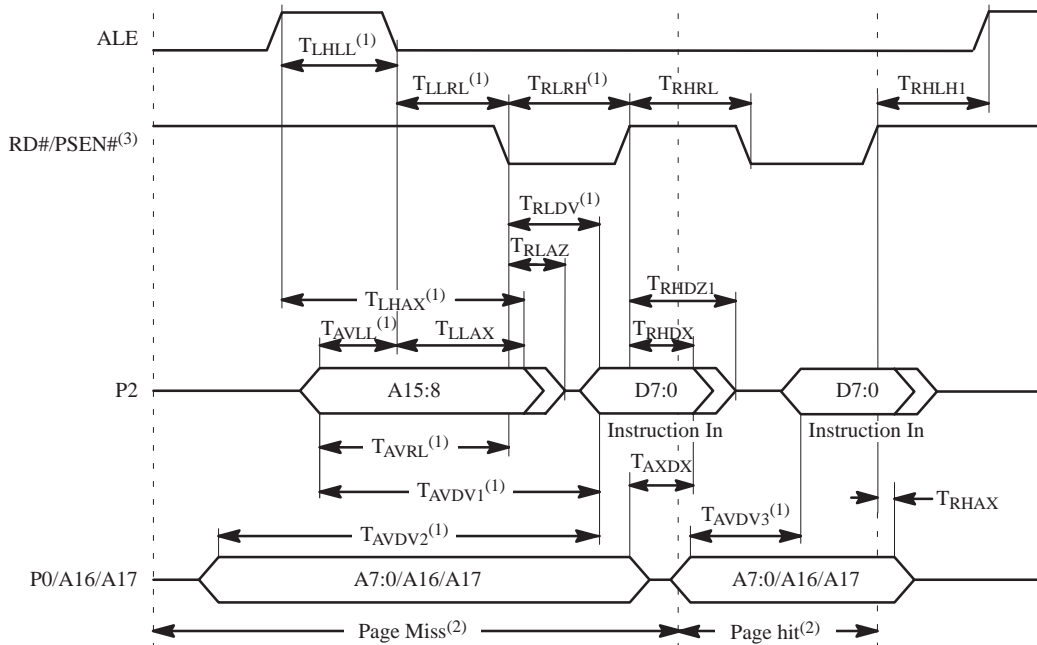 ALE
TLHLL(1)
TLLRL(1) TRLRH(1) TRHRL TRHLH1
RD#/PSEN#(3)
TRLDV(1)
TRLAZ
TLHAX(1) TRHDZ1
TAVLL(1) TLLAX TRHDX
P2 A15:8 D7:0 D7:0
Instruction In Instruction In
TAVRL(1)
TAXDX
TAVDV1(1) TRHAX
TAVDV2(1) TAVDV3(1)
P0/A16/A17 A7:0/A16/A17 A7:0/A16/A17
Page Miss(2) Page hit(2)